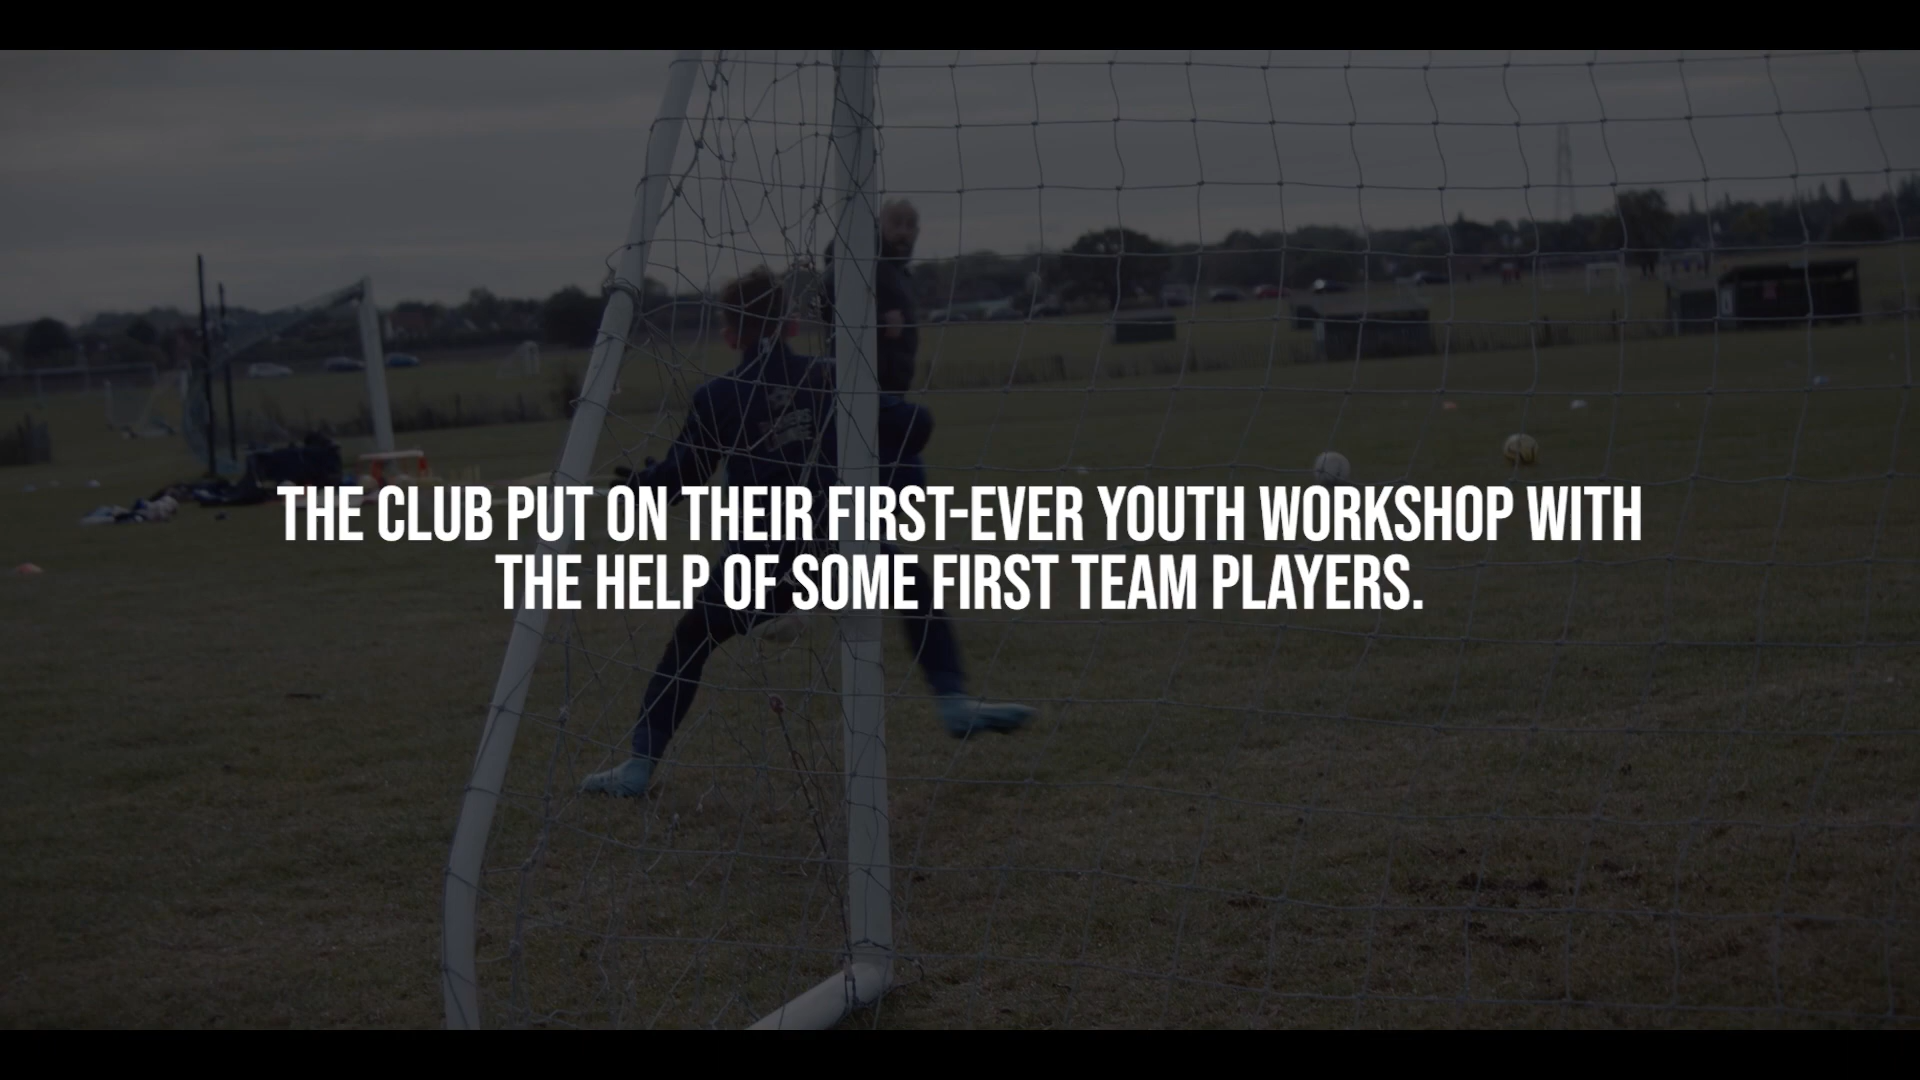 THE CLUB PUT ON THEIR FIRST-EVER YOUTH WORKSHOP WITH
THE HELP OF SOME FIRST TEAM PLAYERS.